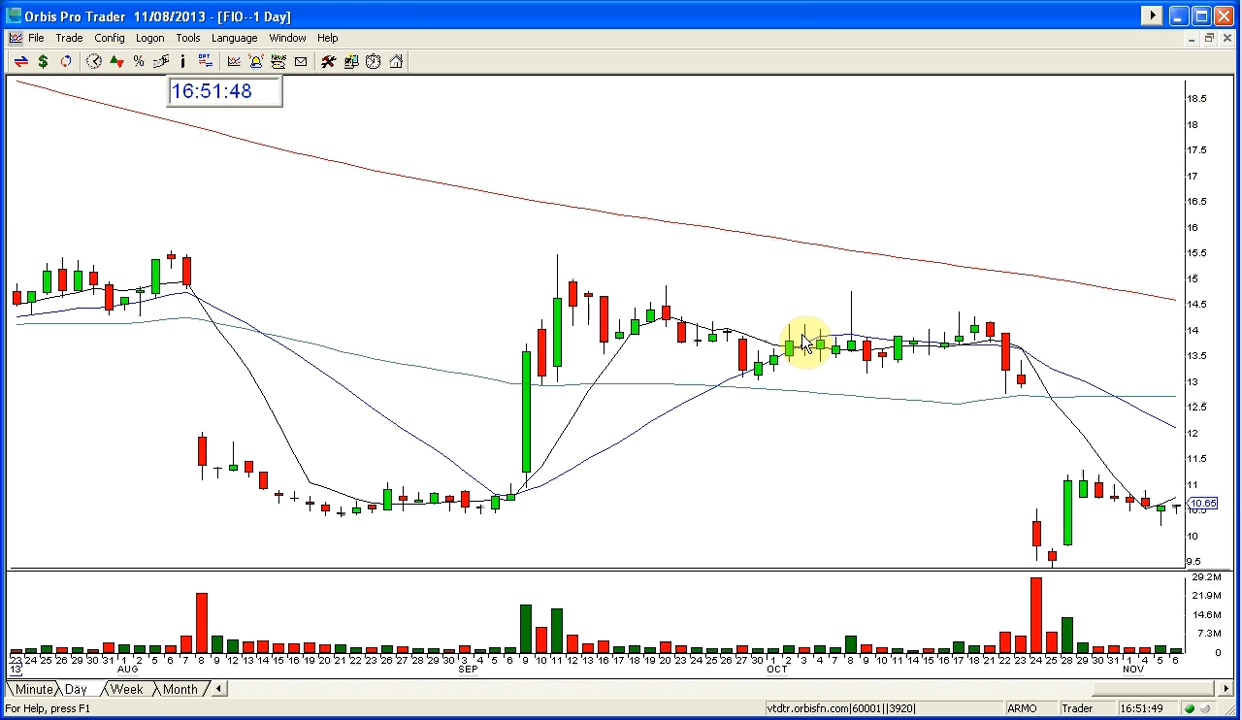 Orbis Pro Trader 11/08/2013 - [FIO--1 Day]
File Trade Config Logon Tools Language Window Help
$ % i OPT News
16:51:48
18.5
18
17.5
17
16.5
16
15.5
15
14.5
14
13.5
13
12.5
12
11.5
11
10.65
10.5
10
9.5
29.2M
21.9M
14.6M
7.3M
0
23 24 25 26 29 30 31 1 2 5 6 7 8 9 12 13 14 15 16 19 20 21 22 23 26 27 28 29 30 3 4 5 6 9 10 11 12 13 16 17 18 19 20 23 24 25 26 27 30 1 2 3 4 7 8 9 10 11 14 15 16 17 18 21 22 23 24 25 28 29 30 31 1 4 5 6
13 AUG SEP OCT NOV
Minute Day Week Month
For Help, press F1 vtdtr.orbisfn.com|60001||3920| ARMO Trader 16:51:49